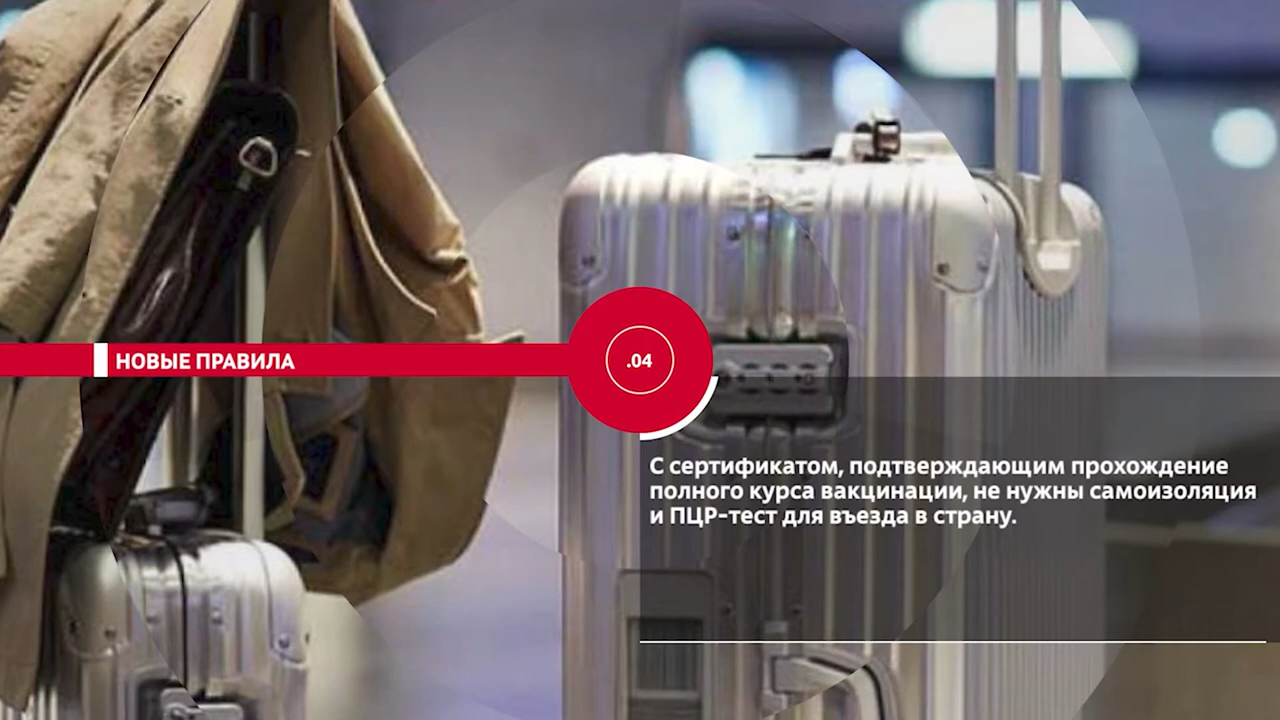 НОВЫЕ ПРАВИЛА
.04
С сертификатом, подтверждающим прохождение
полного курса вакцинации, не нужны самоизоляция
и ПЦР-тест для въезда в страну.